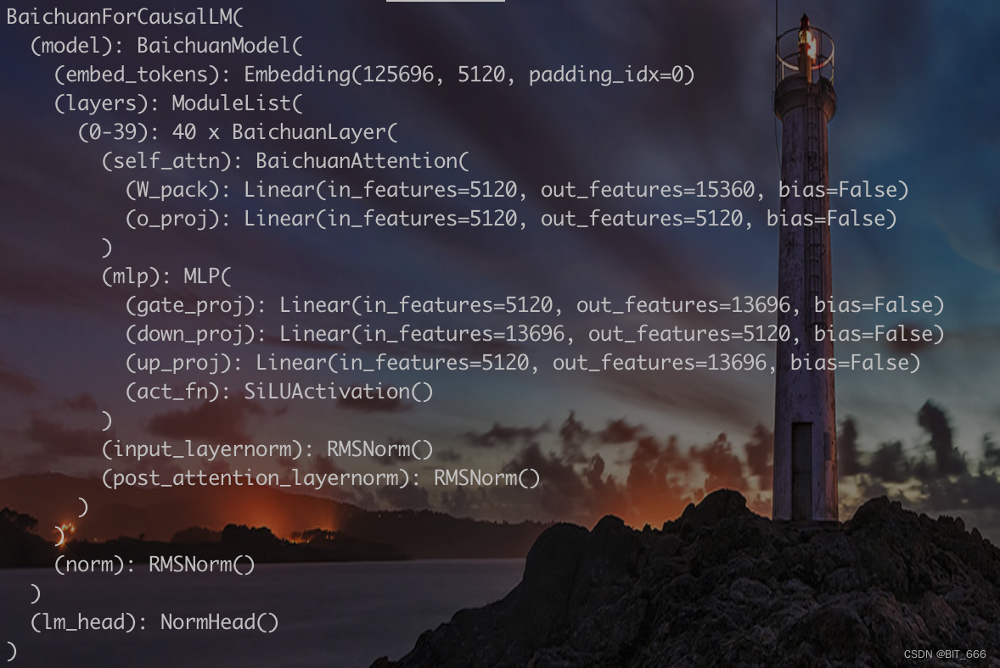 BaichuanForCausalLM(
  (model): BaichuanModel(
    (embed_tokens): Embedding(125696, 5120, padding_idx=0)
    (layers): ModuleList(
      (0-39): 40 x BaichuanLayer(
        (self_attn): BaichuanAttention(
          (W_pack): Linear(in_features=5120, out_features=15360, bias=False)
          (o_proj): Linear(in_features=5120, out_features=5120, bias=False)
        )
        (mlp): MLP(
          (gate_proj): Linear(in_features=5120, out_features=13696, bias=False)
          (down_proj): Linear(in_features=13696, out_features=5120, bias=False)
          (up_proj): Linear(in_features=5120, out_features=13696, bias=False)
          (act_fn): SiLUActivation()
        )
        (input_layernorm): RMSNorm()
        (post_attention_layernorm): RMSNorm()
      )
    )
    (norm): RMSNorm()
  )
  (lm_head): NormHead()
)
CSDN @BIT_666